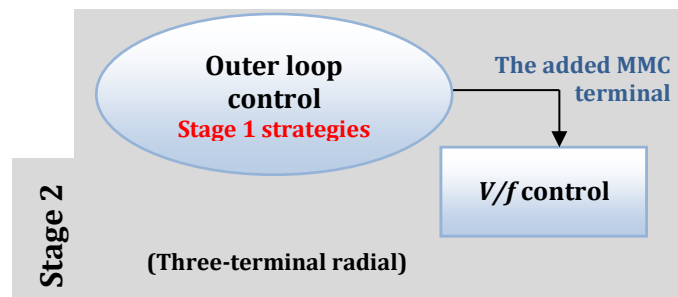 Outer loop
control
Stage 1 strategies
The added MMC
terminal
V/f control
(Three-terminal radial)
Stage 2